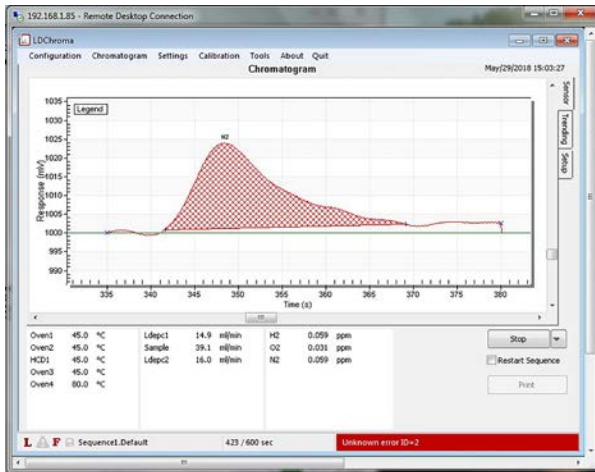 192.168.1.85 - Remote Desktop Connection
LDChroma
Configuration Chromatogram Settings Calibration Tools About Quit
Chromatogram
May/29/2018 15:03:27
Legend
N2
1035
1030
1025
1020
1015
1010
1005
1000
995
990
Response (mV)
335 340 345 350 355 360 365 370 375 380
Time (s)
Sensor
Trending
Setup
Oven1 45.0 °C Ldepc1 14.9 ml/min H2 0.059 ppm
Oven2 45.0 °C Sample 39.1 ml/min O2 0.031 ppm
HCD1 45.0 °C Ldepc2 16.0 ml/min N2 0.059 ppm
Oven3 45.0 °C
Oven4 80.0 °C
Stop
Restart Sequence
Print
L F Sequence1.Default 423 / 600 sec Unknown error ID=2